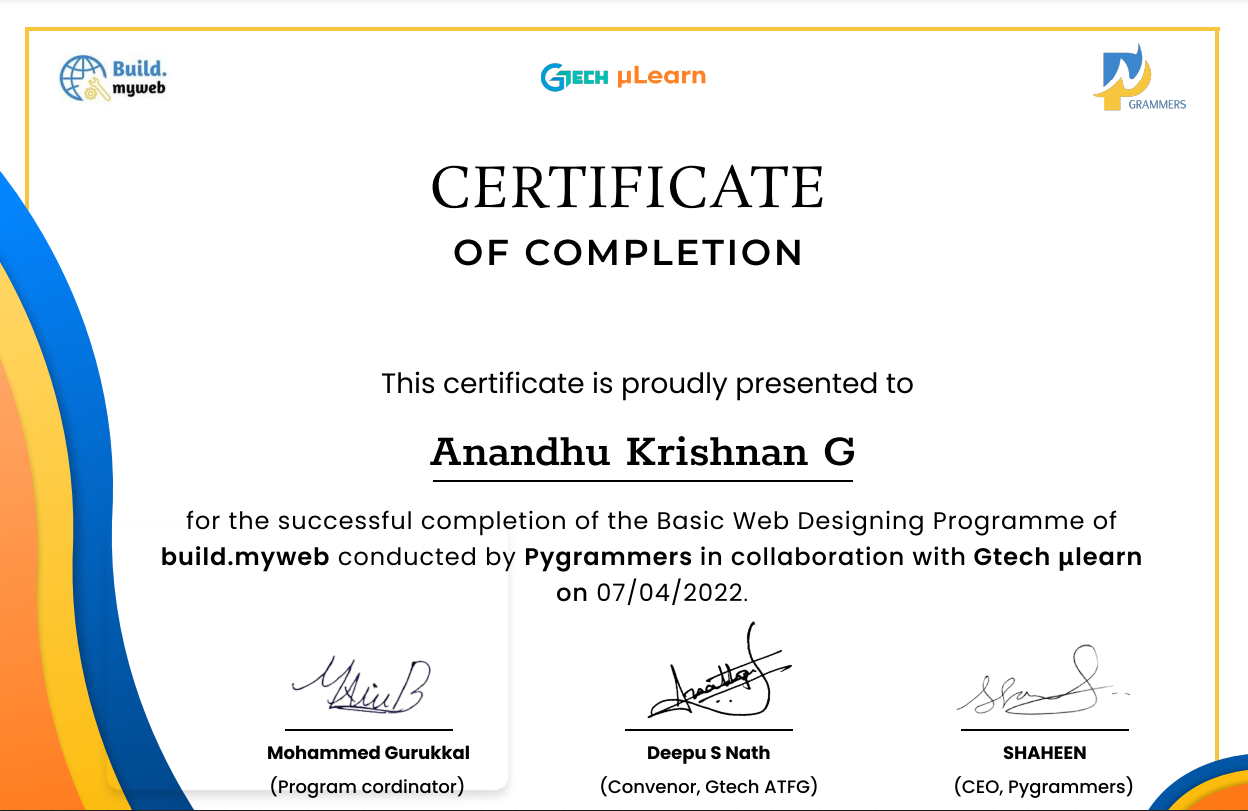 Build.
myweb
GTECH µLearn
GRAMMERS
CERTIFICATE
OF COMPLETION
This certificate is proudly presented to
Anandhu Krishnan G
for the successful completion of the Basic Web Designing Programme of
build.myweb conducted by Pygrammers in collaboration with Gtech µlearn
on 07/04/2022.
Mohammed Gurukkal
(Program cordinator)
Deepu S Nath
(Convenor, Gtech ATFG)
SHAHEEN
(CEO, Pygrammers)